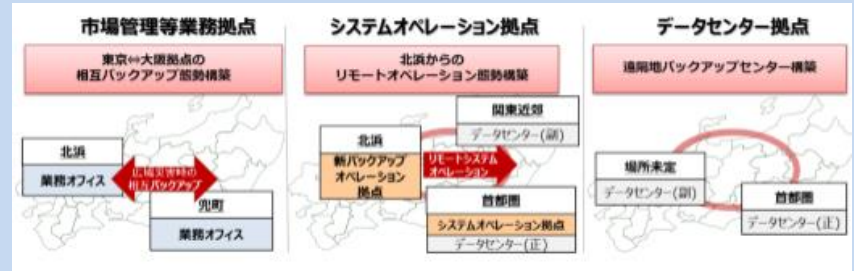 市場管理等業務拠点
東京⇔大阪拠点の
相互バックアップ態勢構築
北浜
業務オフィス
広域災害時の
相互バックアップ
兜町
業務オフィス
システムオペレーション拠点
北浜からの
リモートオペレーション態勢構築
関東近郊
データセンター(副)
北浜
新バックアップ
オペレーション
拠点
リモートシステム
オペレーション
首都圏
システムオペレーション拠点
データセンター(正)
データセンター拠点
遠隔地バックアップセンター構築
場所未定
データセンター(副)
首都圏
データセンター(正)